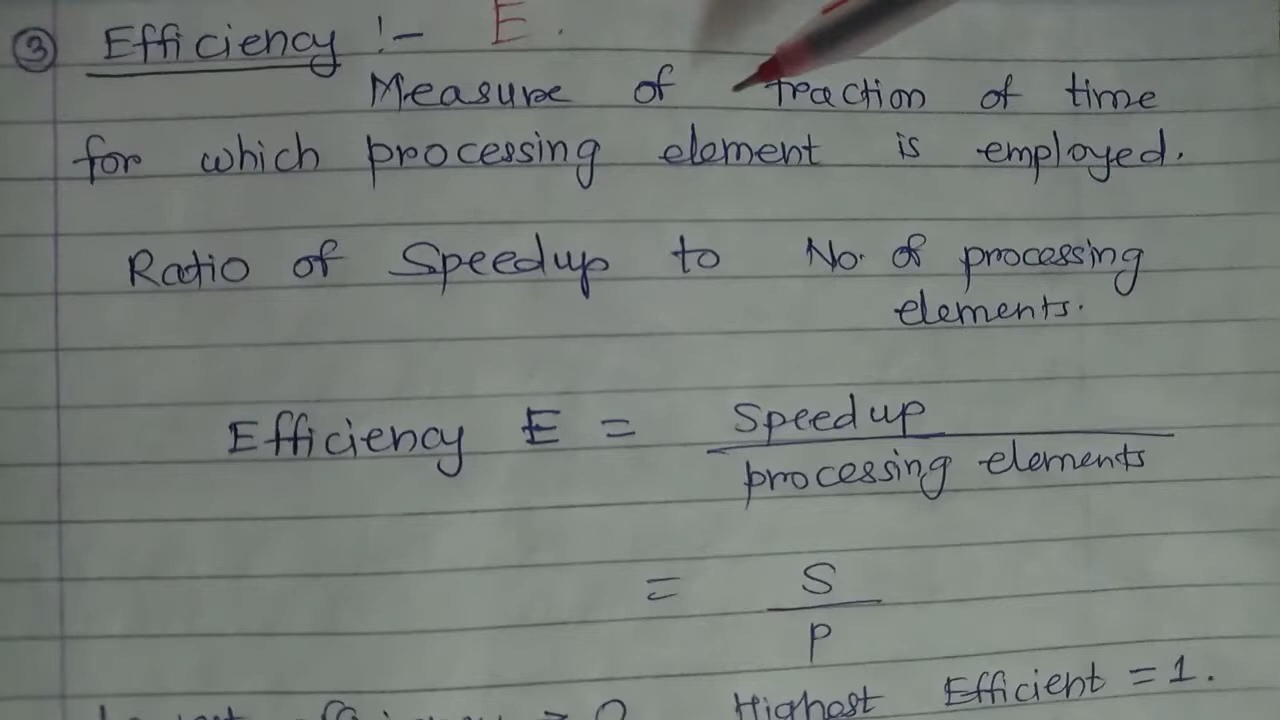 ③ Efficiency :- E.
Measure of fraction of time
for which processing element is employed.
Ratio of Speedup to No. of processing
elements.
Efficiency E = Speedup
processing elements
= S
P
Highest Efficient = 1.